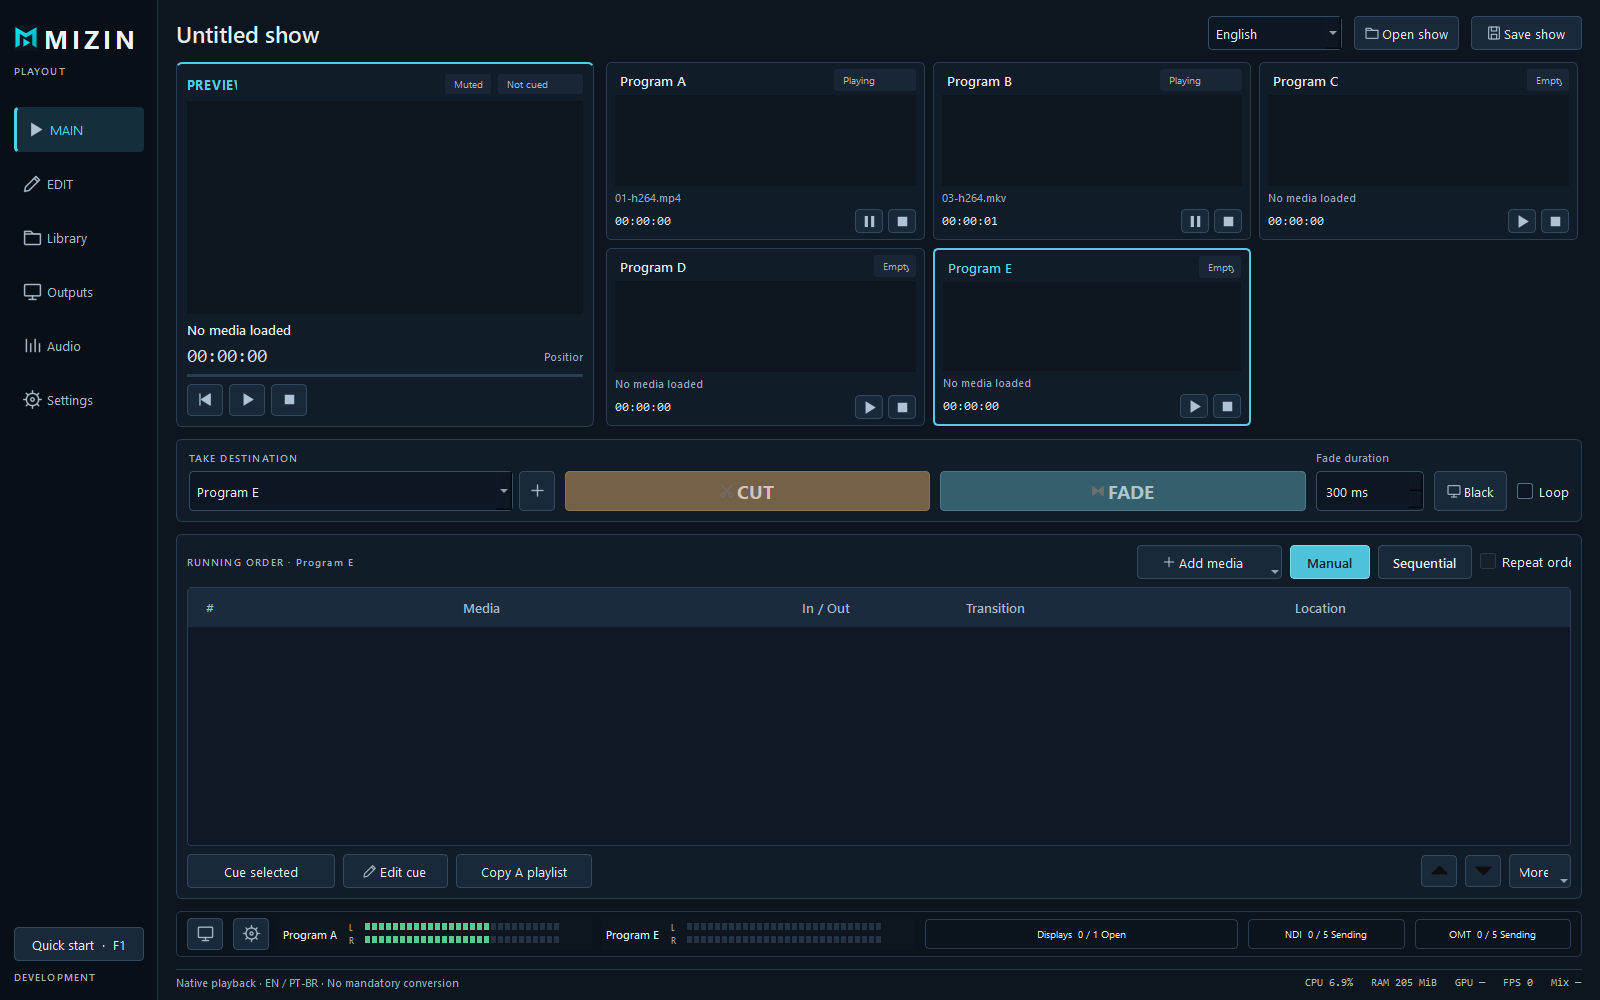 MIZIN
PLAYOUT
MAIN
EDIT
Library
Outputs
Audio
Settings
Quick start · F1
DEVELOPMENT
Untitled show
English
Open show
Save show
PREVIEW
Muted
Not cued
No media loaded
00:00:00
Position
Program A
Playing
01-h264.mp4
00:00:00
Program B
Playing
03-h264.mkv
00:00:01
Program C
Empty
No media loaded
00:00:00
Program D
Empty
No media loaded
00:00:00
Program E
Empty
No media loaded
00:00:00
TAKE DESTINATION
Program E
CUT
FADE
Fade duration
300 ms
Black
Loop
RUNNING ORDER · Program E
Add media
Manual
Sequential
Repeat orde
# Media In / Out Transition Location
Cue selected
Edit cue
Copy A playlist
More
Program A
L
R
Program E
L
R
Displays 0 / 1 Open
NDI 0 / 5 Sending
OMT 0 / 5 Sending
Native playback · EN / PT-BR · No mandatory conversion
CPU 6.9% RAM 205 MiB GPU — FPS 0 Mix —